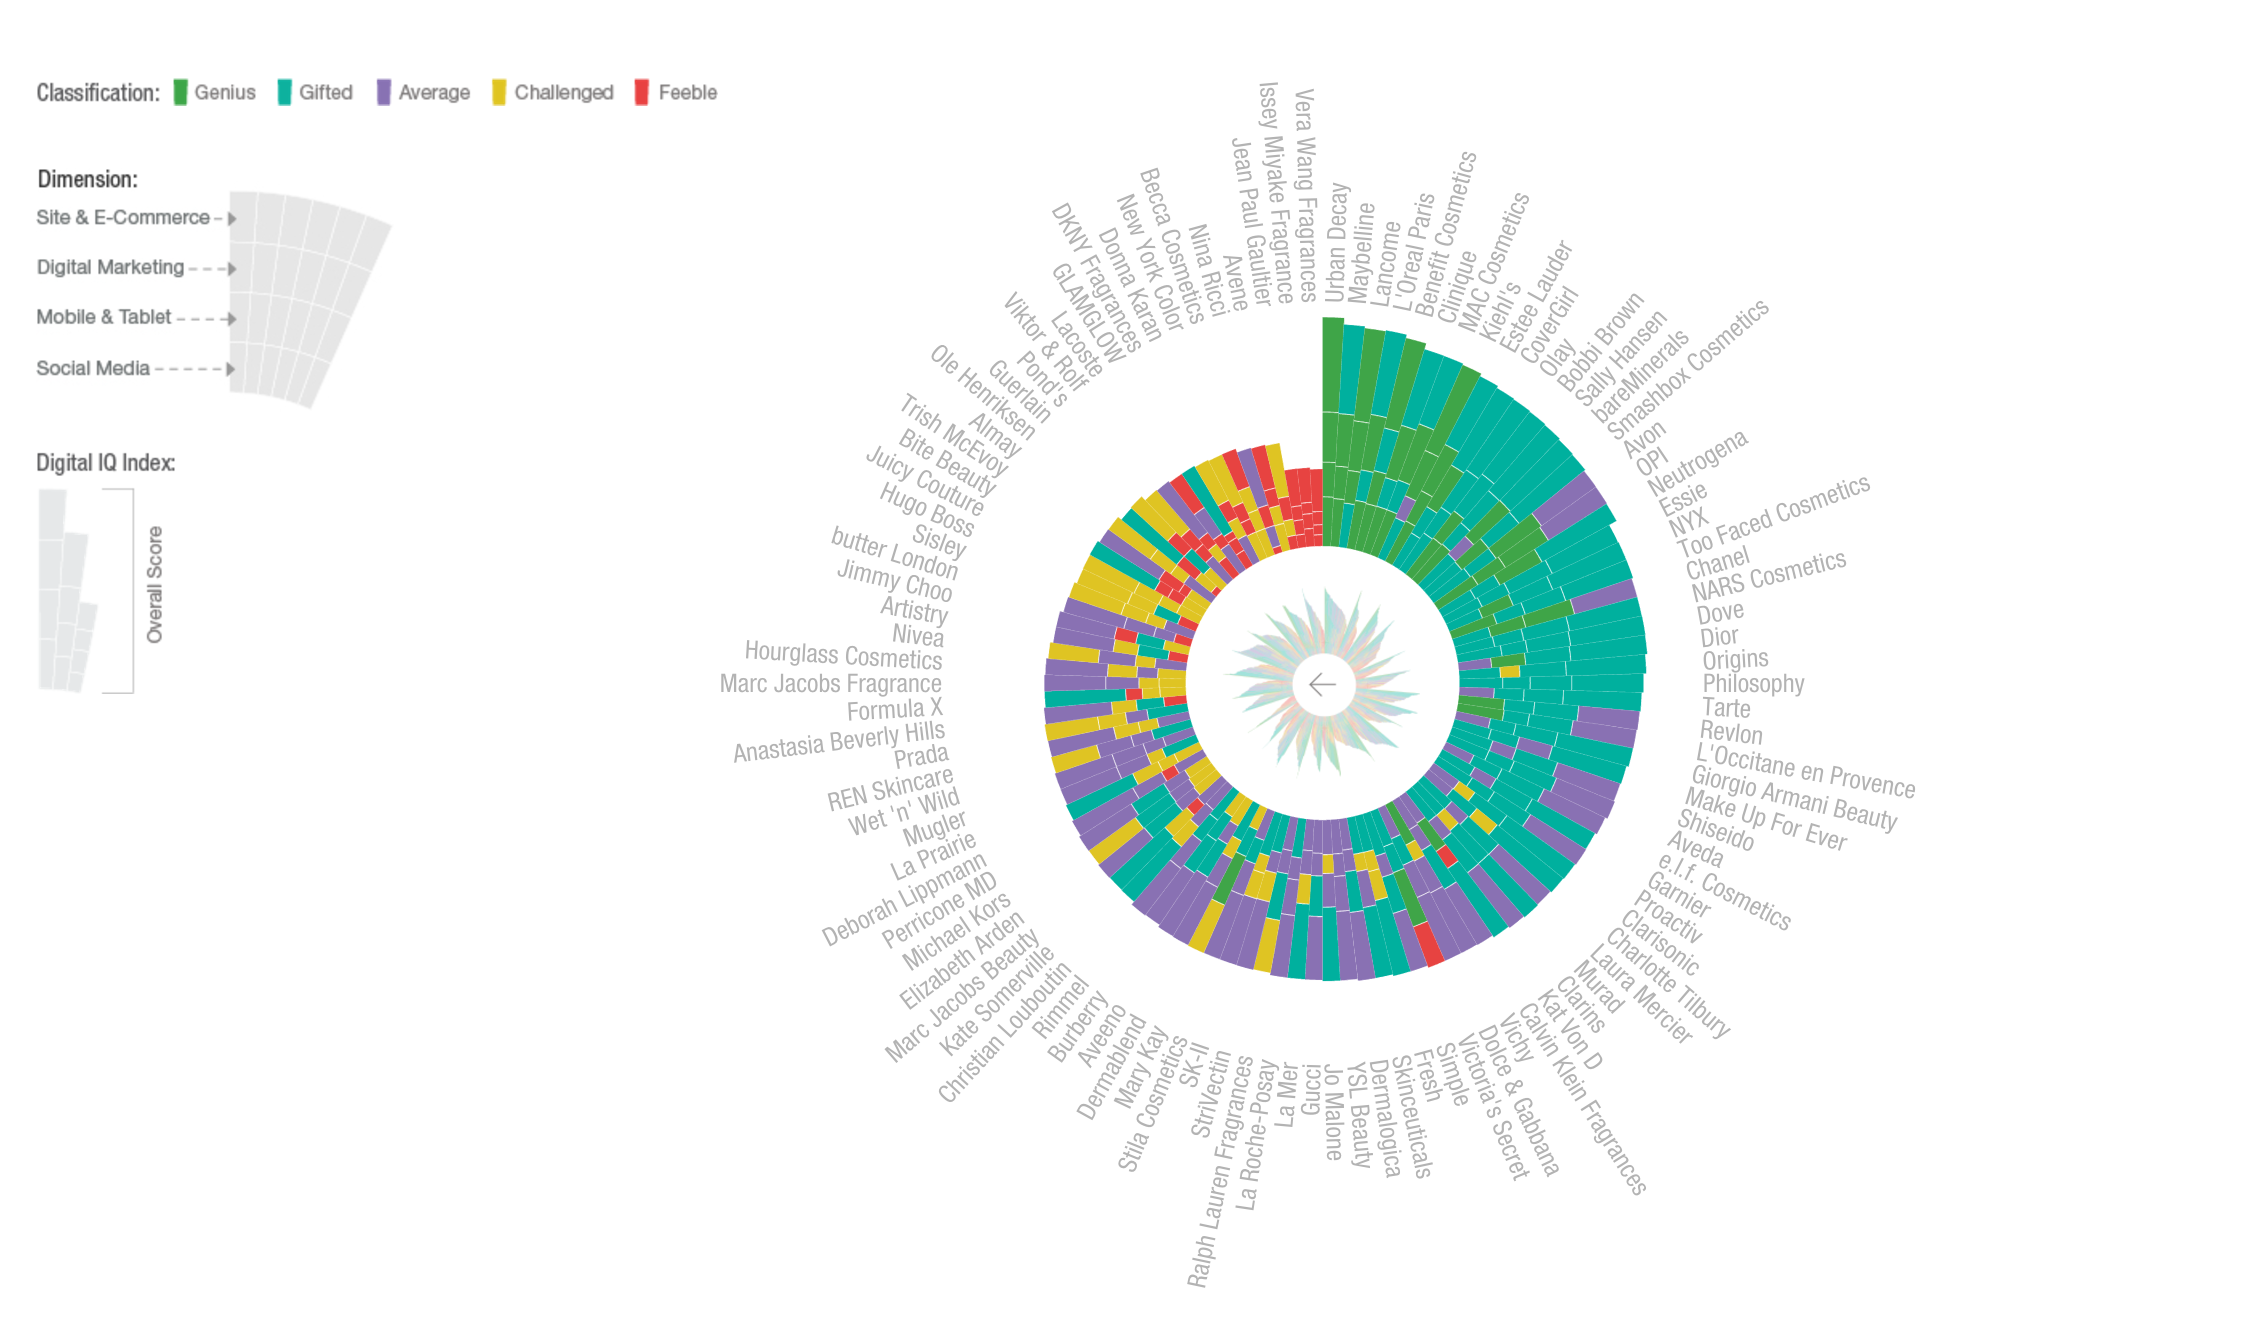 Classification: Genius Gifted Average Challenged Feeble
Dimension:
Site & E-Commerce
Digital Marketing
Mobile & Tablet
Social Media
Digital IQ Index:
Overall Score
Urban Decay
Maybelline
Lancome
L'Oreal Paris
Benefit Cosmetics
Clinique
MAC Cosmetics
Kiehl's
Estee Lauder
CoverGirl
Olay
Bobbi Brown
Sally Hansen
bareMinerals
Smashbox Cosmetics
Avon
OPI
Neutrogena
Essie
NYX
Too Faced Cosmetics
Chanel
NARS Cosmetics
Dove
Dior
Origins
Philosophy
Tarte
Revlon
L'Occitane en Provence
Giorgio Armani Beauty
Make Up For Ever
Shiseido
Aveda
e.l.f. Cosmetics
Garnier
Proactiv
Clarisonic
Charlotte Tilbury
Laura Mercier
Murad
Clarins
Kat Von D
Calvin Klein Fragrances
Vichy
Dolce & Gabbana
Victoria's Secret
Simple
Fresh
Skinceuticals
Dermalogica
YSL Beauty
Jo Malone
Gucci
La Mer
La Roche-Posay
Ralph Lauren Fragrances
StriVectin
SK-II
Stila Cosmetics
Mary Kay
Dermablend
Aveeno
Burberry
Rimmel
Christian Louboutin
Kate Somerville
Marc Jacobs Beauty
Elizabeth Arden
Michael Kors
Perricone MD
Deborah Lippmann
La Prairie
Mugler
Wet 'n' Wild
REN Skincare
Prada
Anastasia Beverly Hills
Formula X
Marc Jacobs Fragrance
Hourglass Cosmetics
Nivea
Artistry
Jimmy Choo
butter London
Sisley
Hugo Boss
Juicy Couture
Bite Beauty
Trish McEvoy
Almay
Ole Henriksen
Guerlain
Pond's
Viktor & Rolf
Lacoste
GLAMGLOW
DKNY Fragrances
Donna Karan
New York Color
Becca Cosmetics
Nina Ricci
Avene
Jean Paul Gaultier
Issey Miyake Fragrance
Vera Wang Fragrances